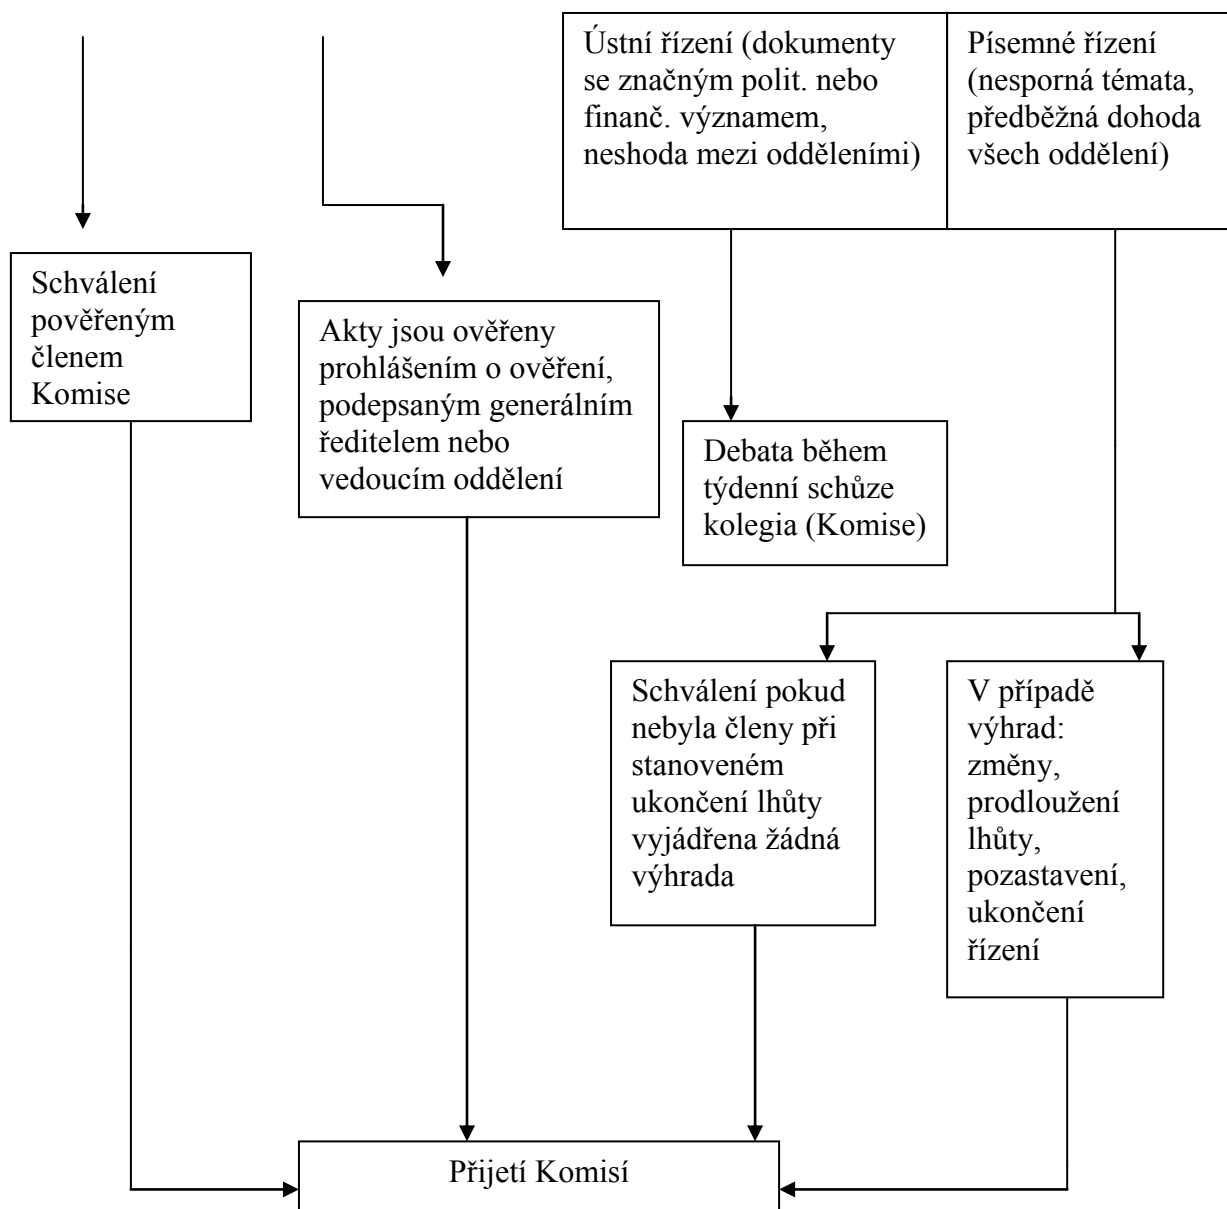 Ústní řízení (dokumenty
se značným polit. nebo
finanč. významem,
neshoda mezi odděleními)
Písemné řízení
(nesporná témata,
předběžná dohoda
všech oddělení)
Schválení
pověřeným
členem
Komise
Akty jsou ověřeny
prohlášením o ověření,
podepsaným generálním
ředitelem nebo
vedoucím oddělení
Debata během
týdenní schůze
kolegia (Komise)
Schválení pokud
nebyla členy při
stanoveném
ukončení lhůty
vyjádřena žádná
výhrada
V případě
výhrad:
změny,
prodloužení
lhůty,
pozastavení,
ukončení
řízení
Přijetí Komisí